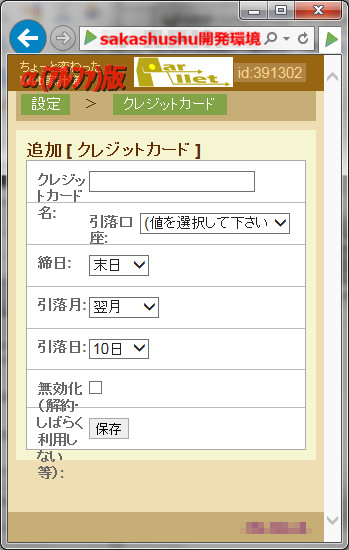 sakashushu開発環境
ちょっと変わった
α(ｱﾙﾌｧ)版
Parllet
id:391302
設定 > クレジットカード
追加 [ クレジットカード ]
クレジッ
トカード
名:
引落口
座:
(値を選択して下さい
締日:
末日
引落月:
翌月
引落日:
10日
無効化
(解約・
しばらく
利用し
ない
等):
保存